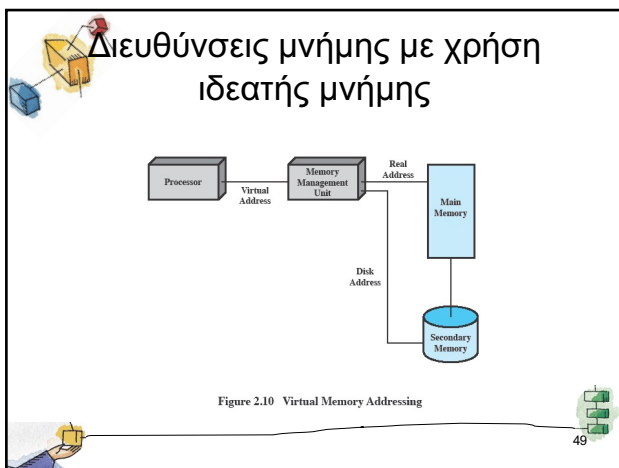 Διευθύνσεις μνήμης με χρήση
ιδεατής μνήμης
Processor
Virtual
Address
Memory
Management
Unit
Real
Address
Main
Memory
Disk
Address
Secondary
Memory
Figure 2.10 Virtual Memory Addressing
49